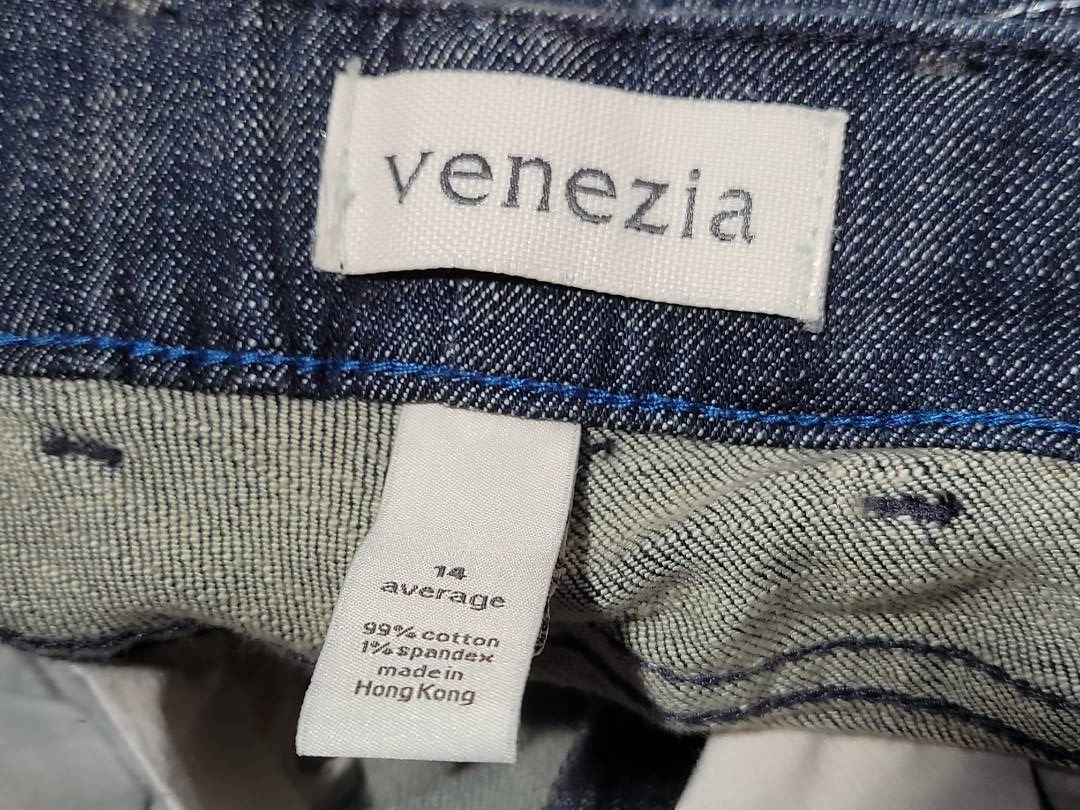 venezia
14
average
99% cotton
1% spandex
made in
Hong Kong